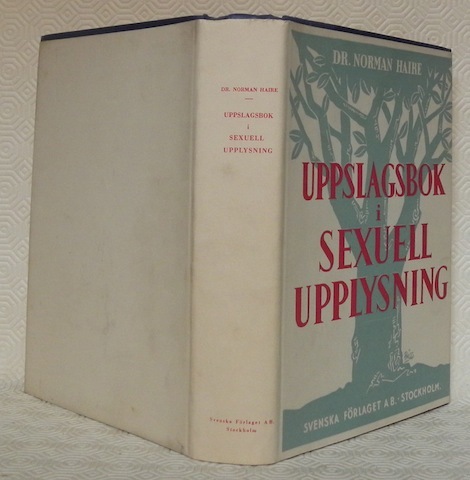 DR. NORMAN HAIRE
UPPSLAGSBOK
i
SEXUELL
UPPLYSNING
Svenska Förlaget A.B.
Stockholm
DR. NORMAN HAIRE
UPPSLAGSBOK
i
SEXUELL
UPPLYSNING
SVENSKA FÖRLAGET A.B. · STOCKHOLM.